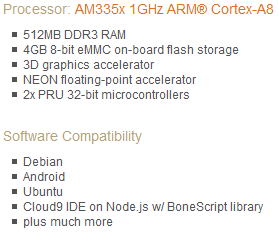 Processor: AM335x 1GHz ARM® Cortex-A8
512MB DDR3 RAM
4GB 8-bit eMMC on-board flash storage
3D graphics accelerator
NEON floating-point accelerator
2x PRU 32-bit microcontrollers
Software Compatibility
Debian
Android
Ubuntu
Cloud9 IDE on Node.js w/ BoneScript library
plus much more